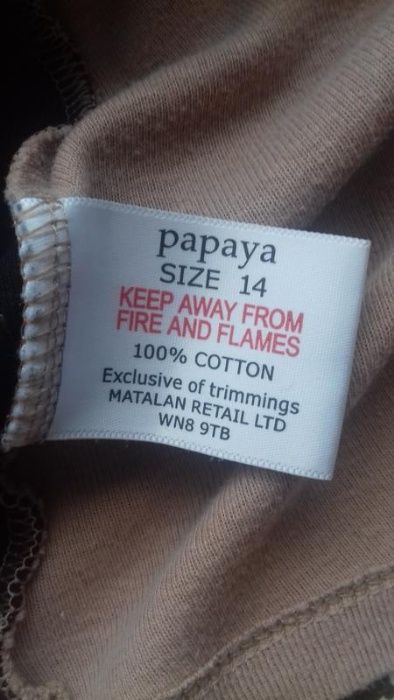 papaya
SIZE 14
KEEP AWAY FROM
FIRE AND FLAMES
100% COTTON
Exclusive of trimmings
MATALAN RETAIL LTD
WN8 9TB